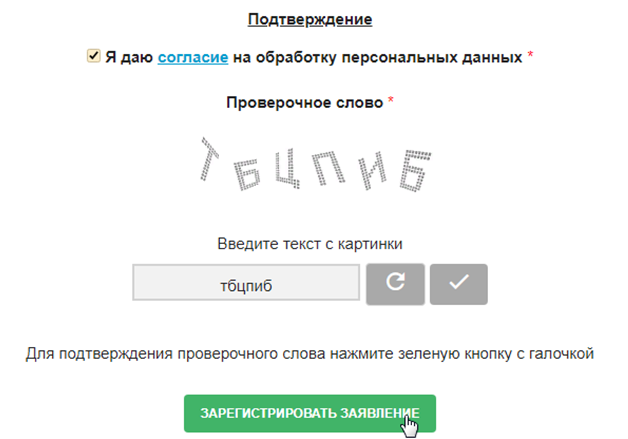 Подтверждение
Я даю согласие на обработку персональных данных *
Проверочное слово *
ТБЦПИБ
Введите текст с картинки
тбцпиб
Для подтверждения проверочного слова нажмите зеленую кнопку с галочкой
ЗАРЕГИСТРИРОВАТЬ ЗАЯВЛЕНИЕ